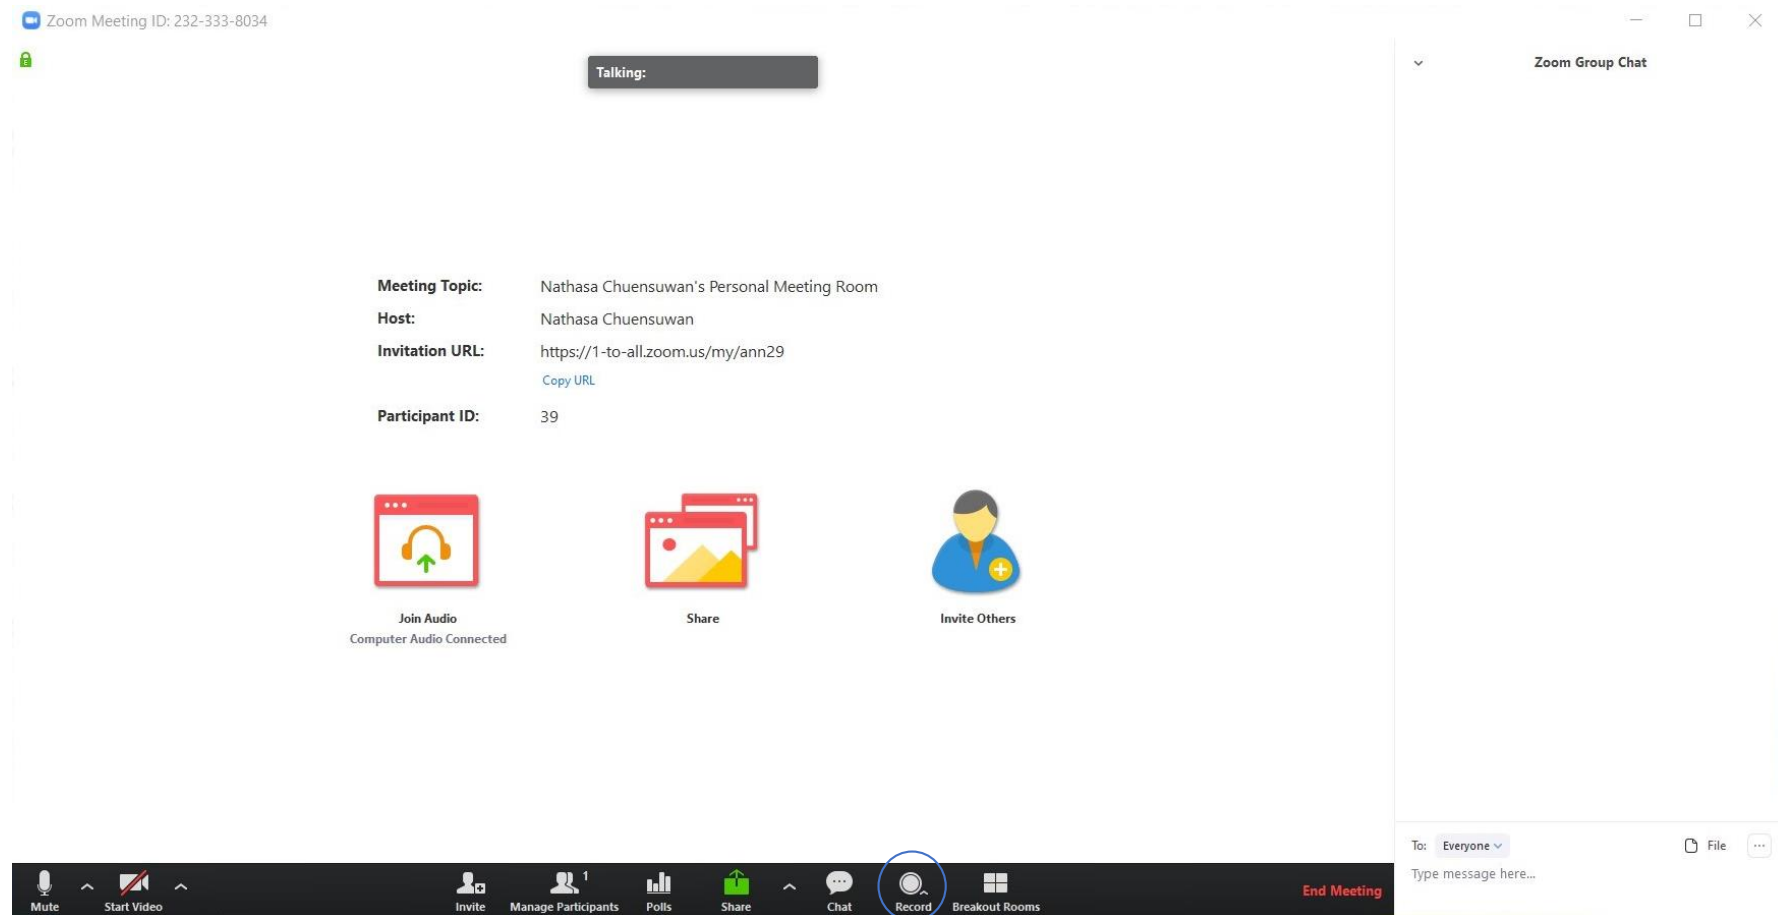 Zoom Meeting ID: 232-333-8034
Talking:
Zoom Group Chat
Meeting Topic: Nathasa Chuensuwan's Personal Meeting Room
Host: Nathasa Chuensuwan
Invitation URL: https://1-to-all.zoom.us/my/ann29
Copy URL
Participant ID: 39
Join Audio
Computer Audio Connected
Share
Invite Others
To: Everyone
File
Type message here...
Mute
Start Video
Invite
1
Manage Participants
Polls
Share
Chat
Record
Breakout Rooms
End Meeting